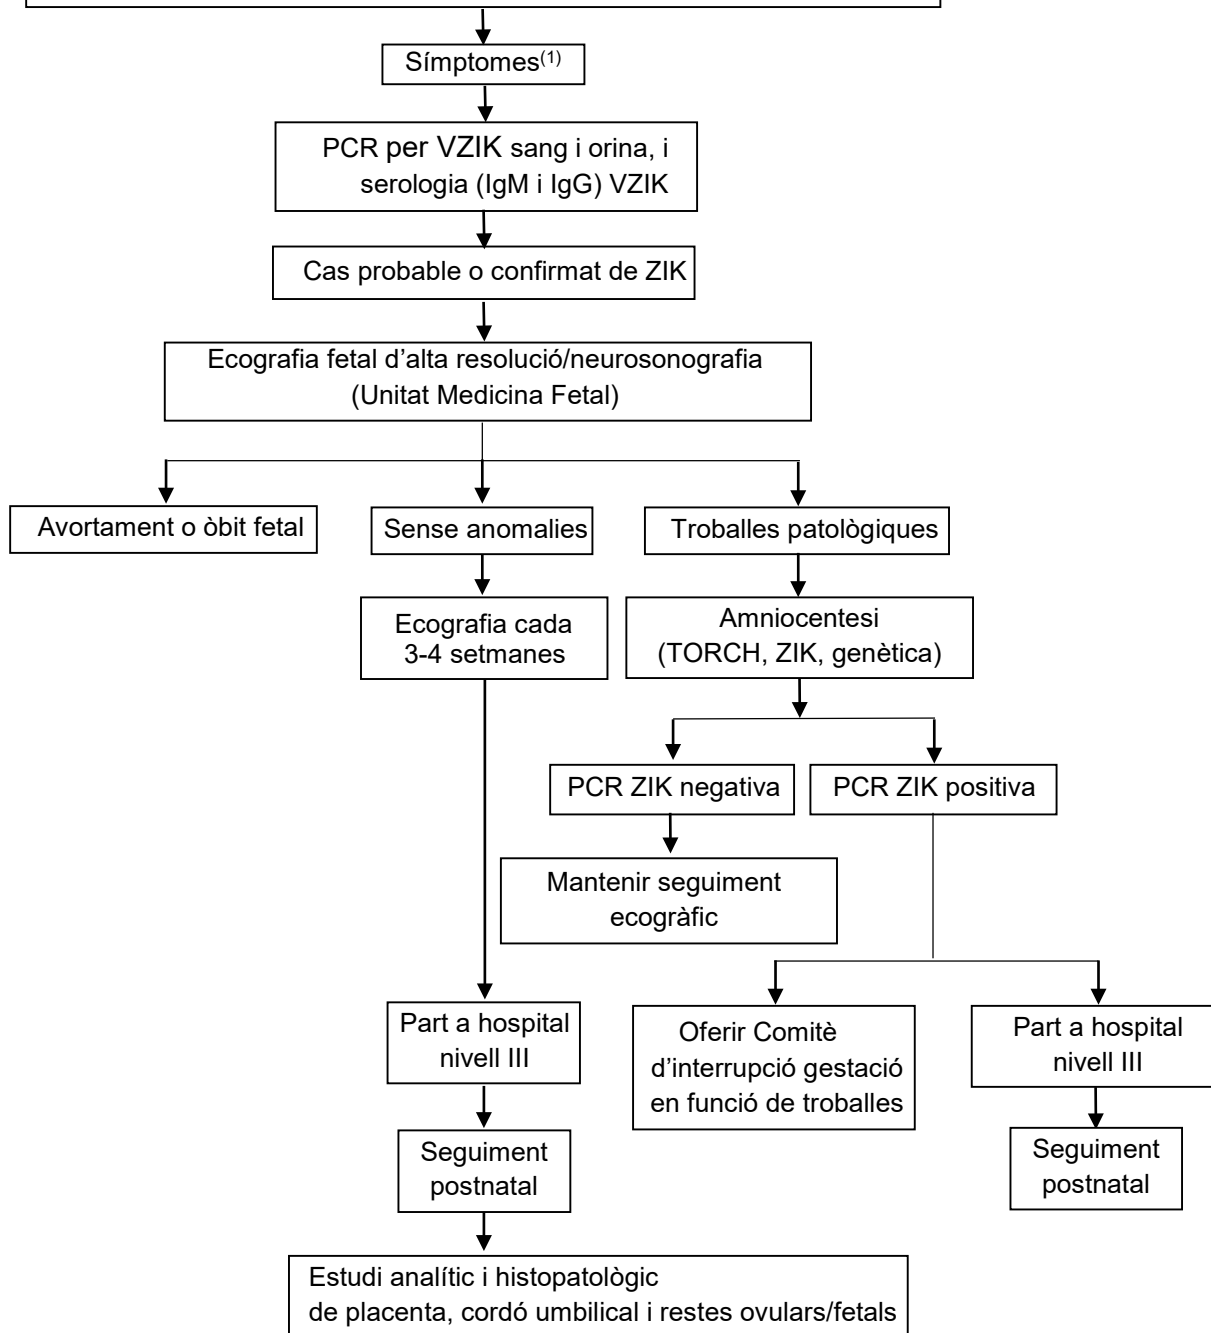 Símptomes(1)
PCR per VZIK sang i orina, i
serologia (IgM i IgG) VZIK
Cas probable o confirmat de ZIK
Ecografia fetal d'alta resolució/neurosonografia
(Unitat Medicina Fetal)
Avortament o òbit fetal
Sense anomalies
Troballes patològiques
Ecografia cada
3-4 setmanes
Amniocentesi
(TORCH, ZIK, genètica)
PCR ZIK negativa
PCR ZIK positiva
Mantenir seguiment
ecogràfic
Part a hospital
nivell III
Oferir Comitè
d'interrupció gestació
en funció de troballes
Part a hospital
nivell III
Seguiment
postnatal
Seguiment
postnatal
Estudi analític i histopatològic
de placenta, cordó umbilical i restes ovulars/fetals